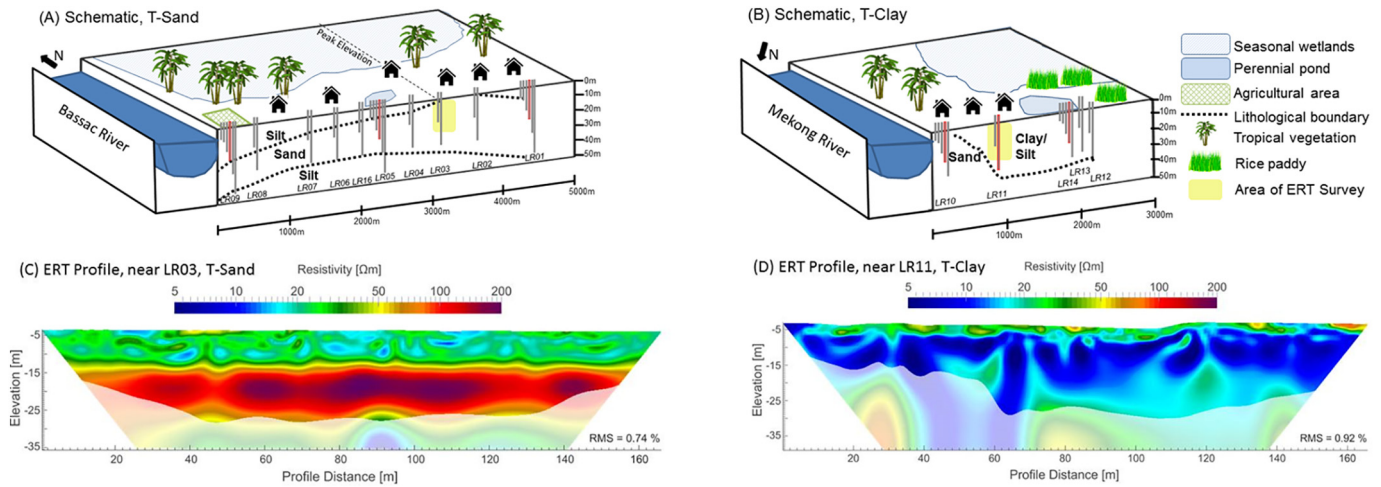 (A) Schematic, T-Sand
N
Peak Elevation
Bassac River
Silt
Sand
Silt
0m
10m
20m
30m
40m
50m
LR09
LR08
LR07
LR06
LR16
LR05
LR04
LR03
LR02
LR01
1000m
2000m
3000m
4000m
5000m
(B) Schematic, T-Clay
N
Mekong River
Sand
Clay/
Silt
0m
10m
20m
30m
40m
50m
LR10
LR11
LR14
LR13
LR12
1000m
2000m
3000m
Seasonal wetlands
Perennial pond
Agricultural area
Lithological boundary
Tropical vegetation
Rice paddy
Area of ERT Survey
(C) ERT Profile, near LR03, T-Sand
Resistivity [Ωm]
5 10 20 50 100 200
Elevation [m]
-5
-15
-25
-35
RMS = 0.74 %
20 40 60 80 100 120 140 160
Profile Distance [m]
(D) ERT Profile, near LR11, T-Clay
Resistivity [Ωm]
5 10 20 50 100 200
Elevation [m]
-5
-15
-25
-35
RMS = 0.92 %
20 40 60 80 100 120 140 160
Profile Distance [m]